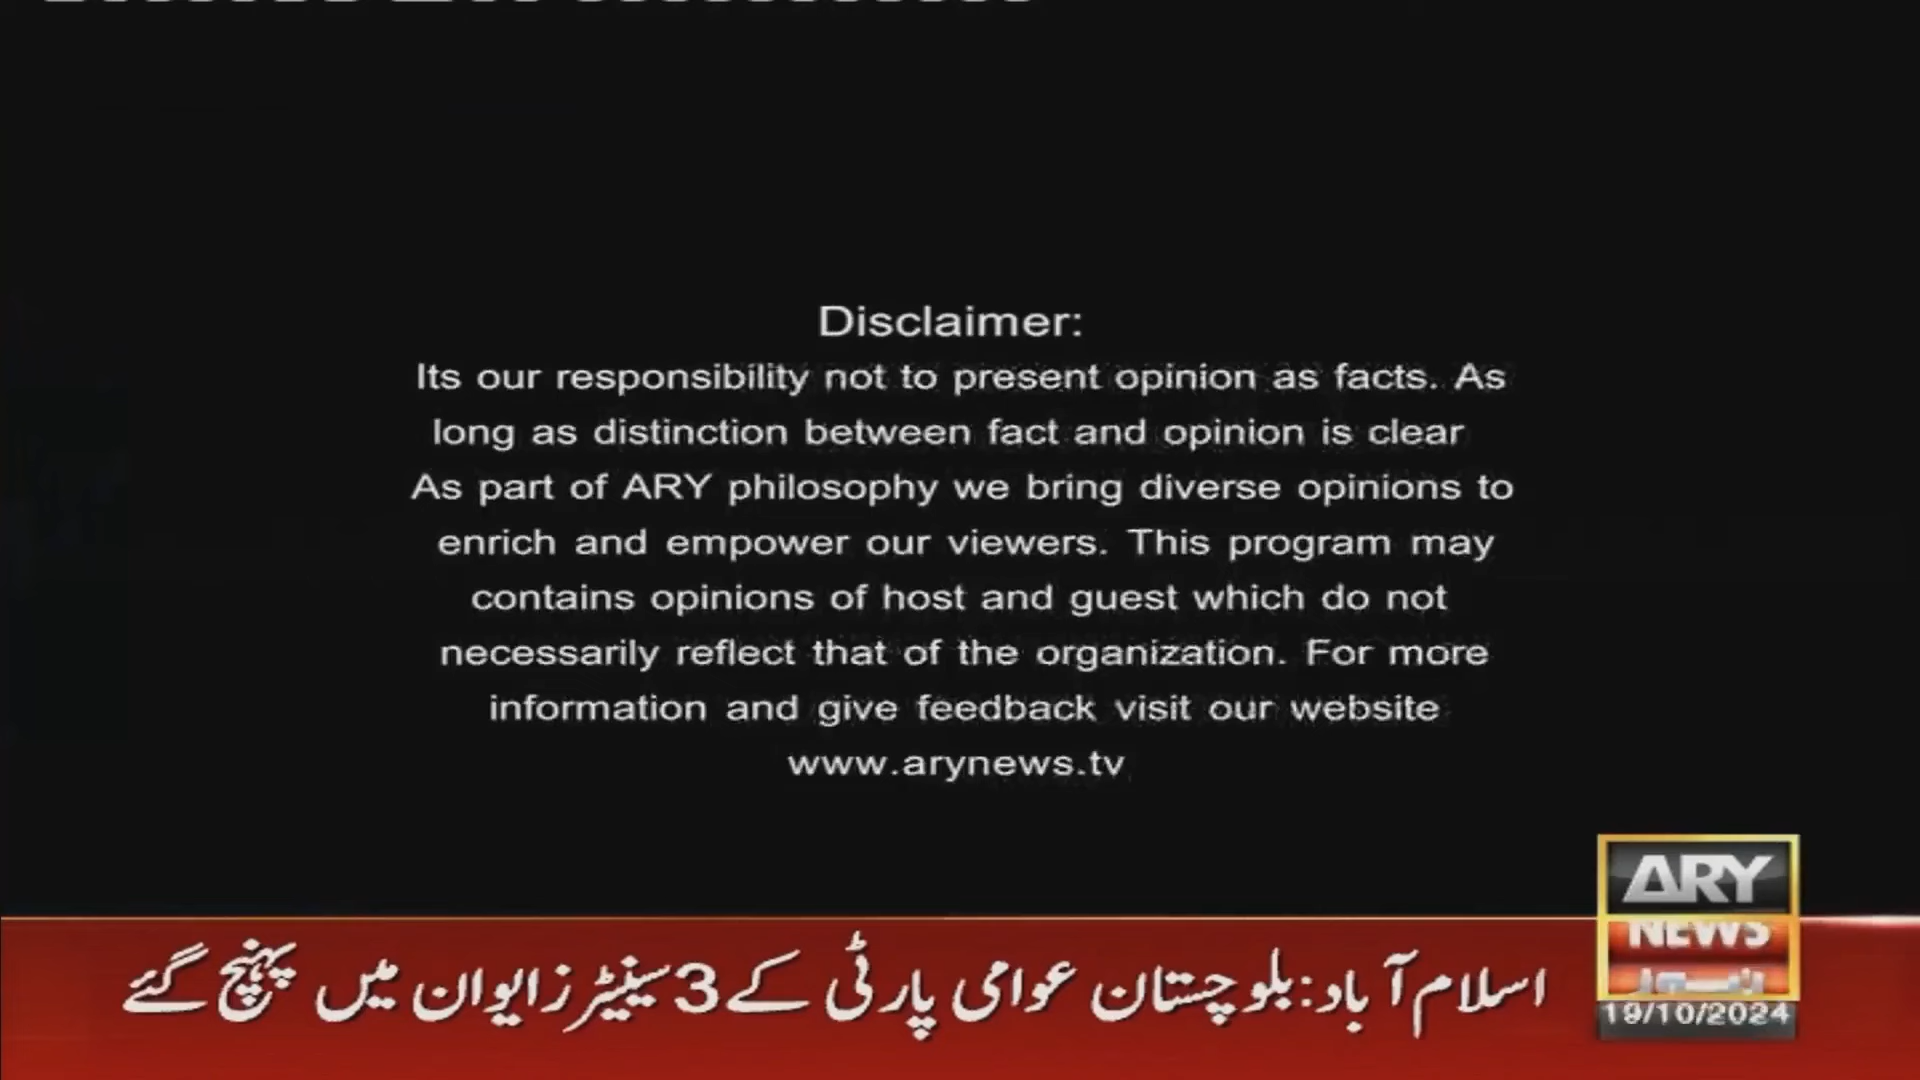 Disclaimer:
Its our responsibility not to present opinion as facts. As
long as distinction between fact and opinion is clear
As part of ARY philosophy we bring diverse opinions to
enrich and empower our viewers. This program may
contains opinions of host and guest which do not
necessarily reflect that of the organization. For more
information and give feedback visit our website
www.arynews.tv
ARY
NEWS
نیوز
19/10/2024
اسلام آباد:بلوچستان عوامی پارٹی کے 3 سینیٹرز ایوان میں پہنچ گئے